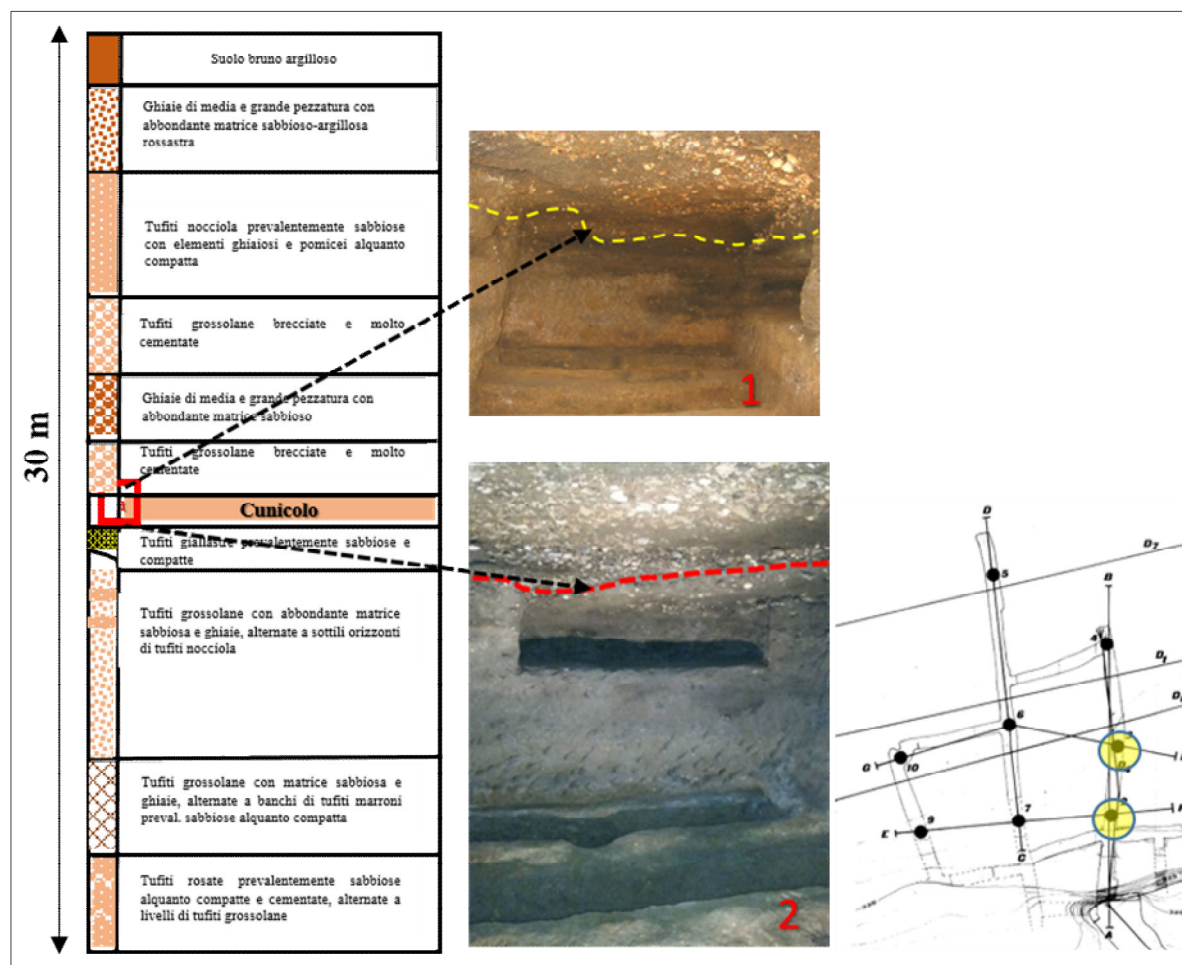 30 m
Suolo bruno argilloso
Ghiaie di media e grande pezzatura con
abbondante matrice sabbioso-argillosa
rossastra
Tufiti nocciola prevalentemente sabbiose
con elementi ghiaiosi e pomicei alquanto
compatta
Tufiti grossolane brecciate e molto
cementate
Ghiaie di media e grande pezzatura con
abbondante matrice sabbioso
Tufiti grossolane brecciate e molto
cementate
Cunicolo
Tufiti giallastre prevalentemente sabbiose e
compatte
Tufiti grossolane con abbondante matrice
sabbiosa e ghiaie, alternate a sottili orizzonti
di tufiti nocciola
Tufiti grossolane con matrice sabbiosa e
ghiaie, alternate a banchi di tufiti marroni
preval. sabbiose alquanto compatta
Tufiti rosate prevalentemente sabbiose
alquanto compatte e cementate, alternate a
livelli di tufiti grossolane
1
2
D
D7
B
5
4
D1
6
G
10
7
E
9
C
A